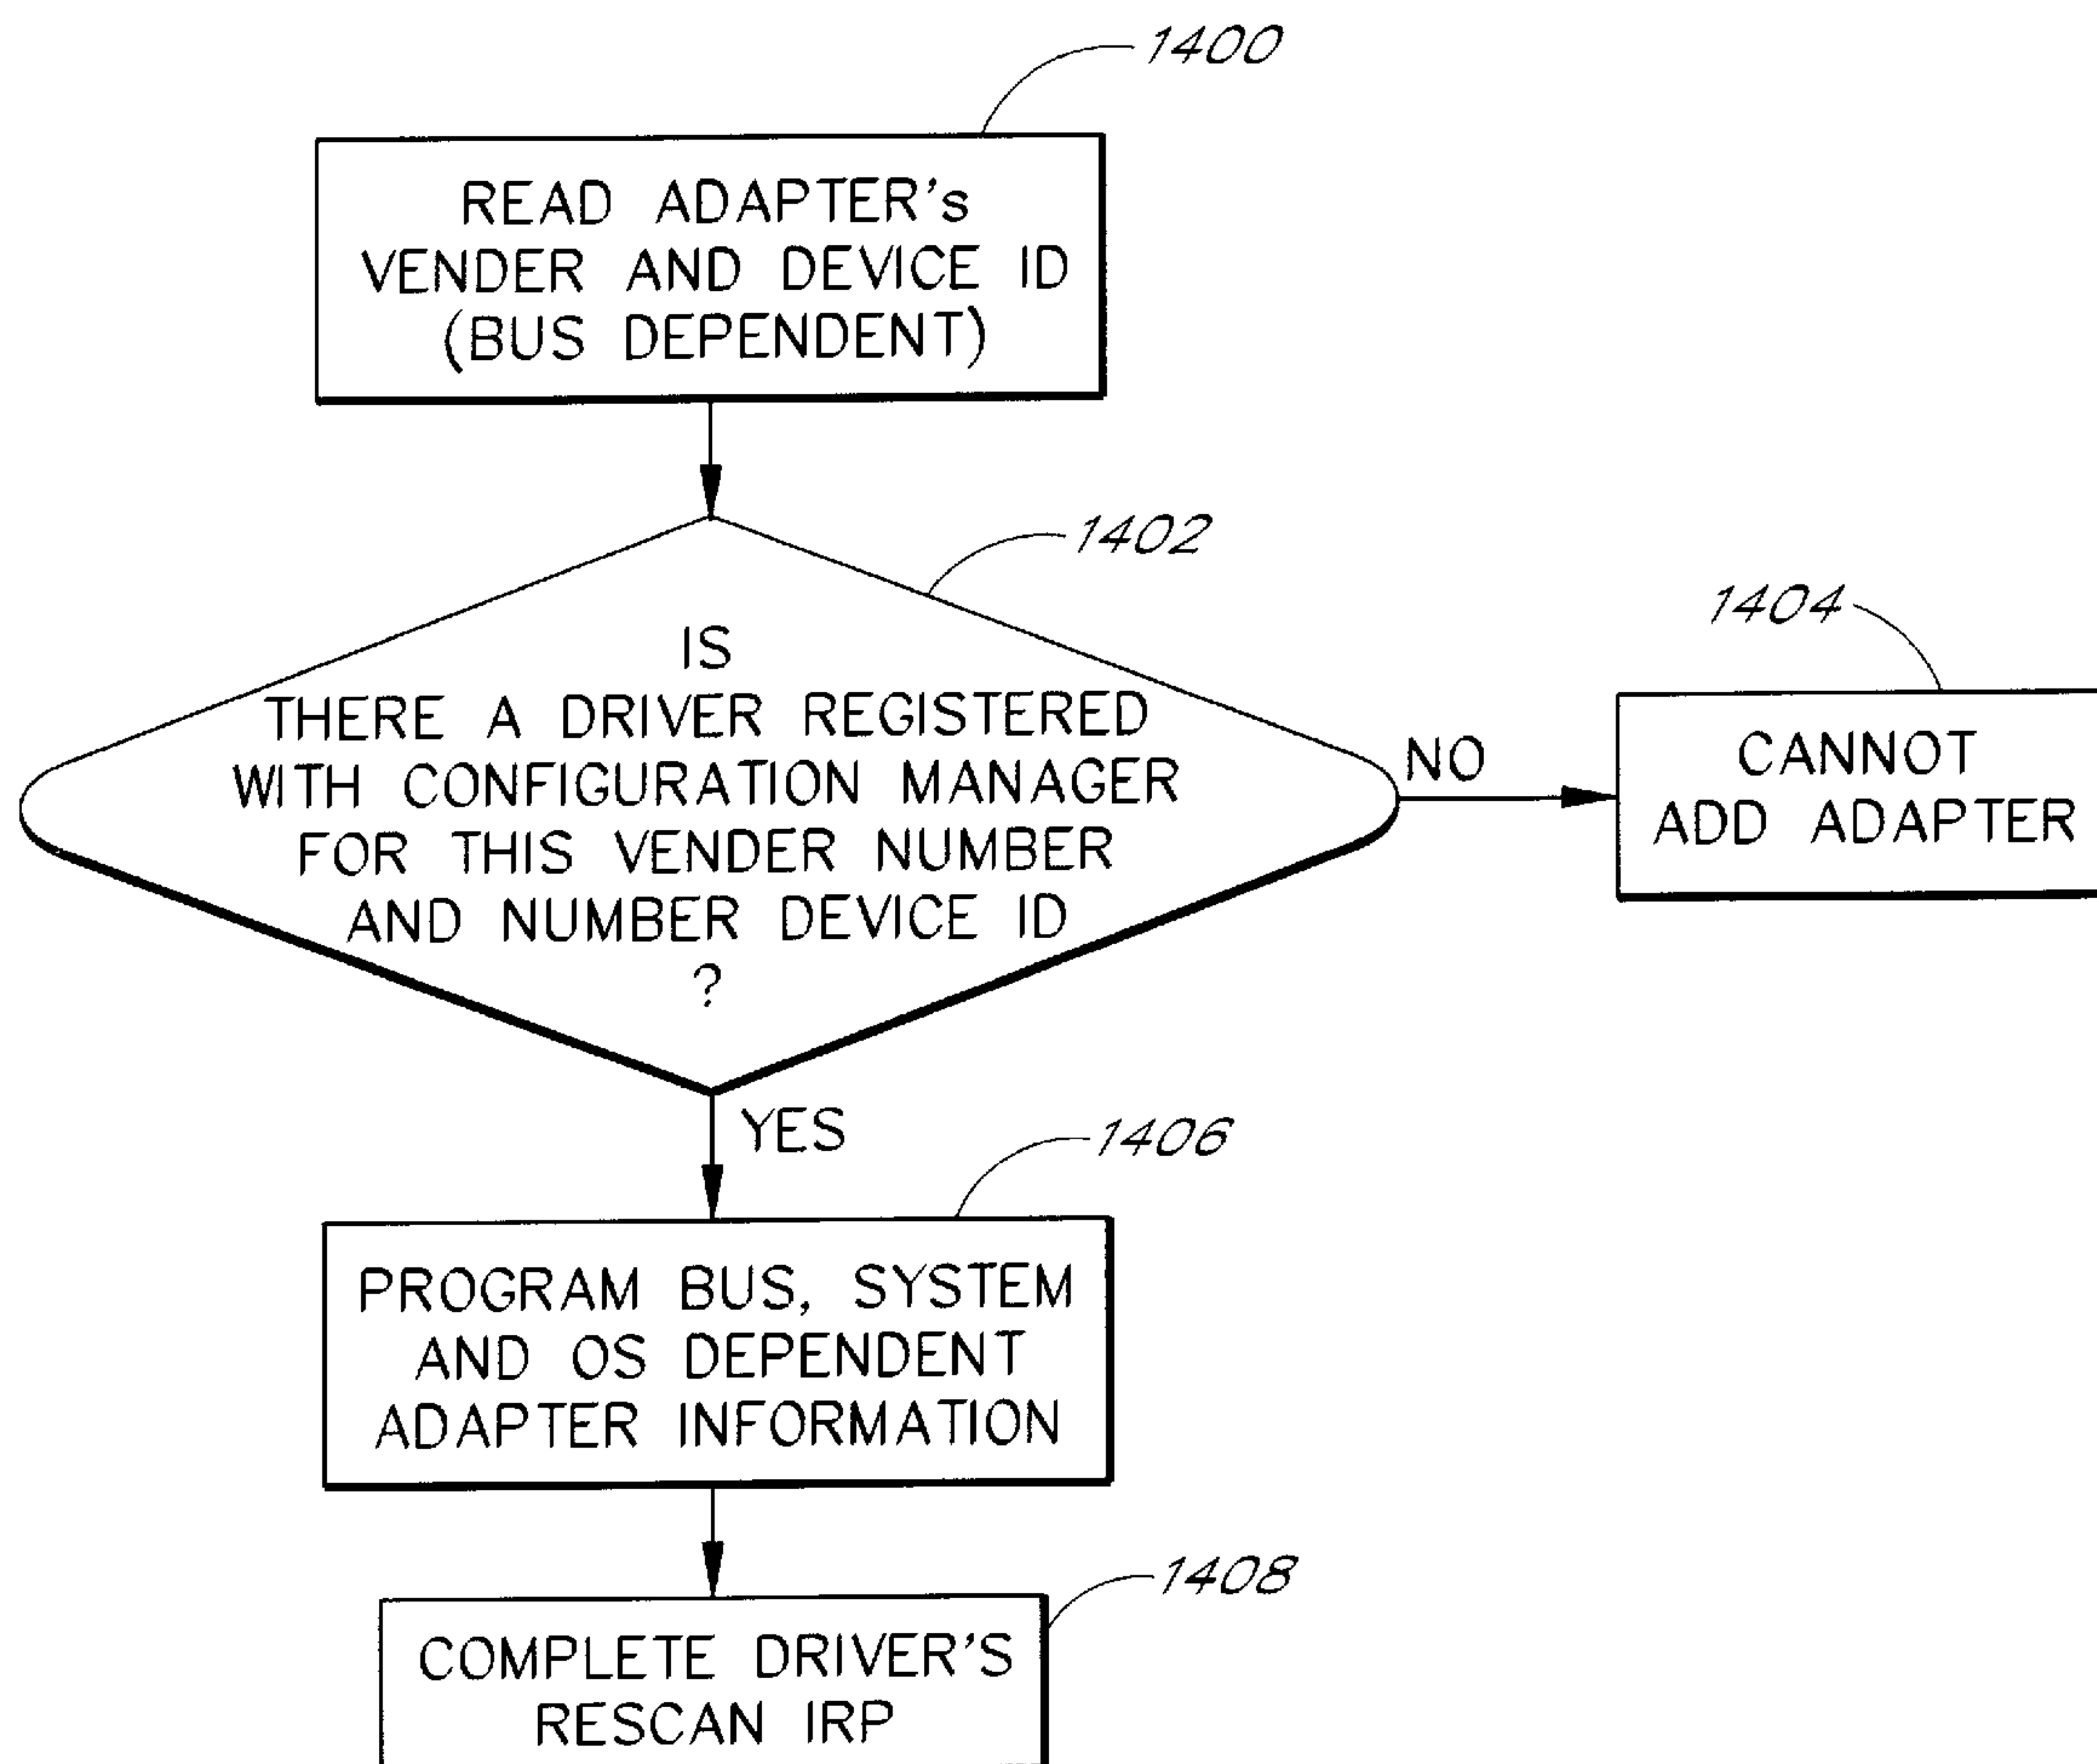 1400
READ ADAPTER's
VENDER AND DEVICE ID
(BUS DEPENDENT)
1402
IS
THERE A DRIVER REGISTERED
WITH CONFIGURATION MANAGER
FOR THIS VENDER NUMBER
AND NUMBER DEVICE ID
?
NO
1404
CANNOT
ADD ADAPTER
YES
1406
PROGRAM BUS, SYSTEM
AND OS DEPENDENT
ADAPTER INFORMATION
1408
COMPLETE DRIVER'S
RESCAN IRP